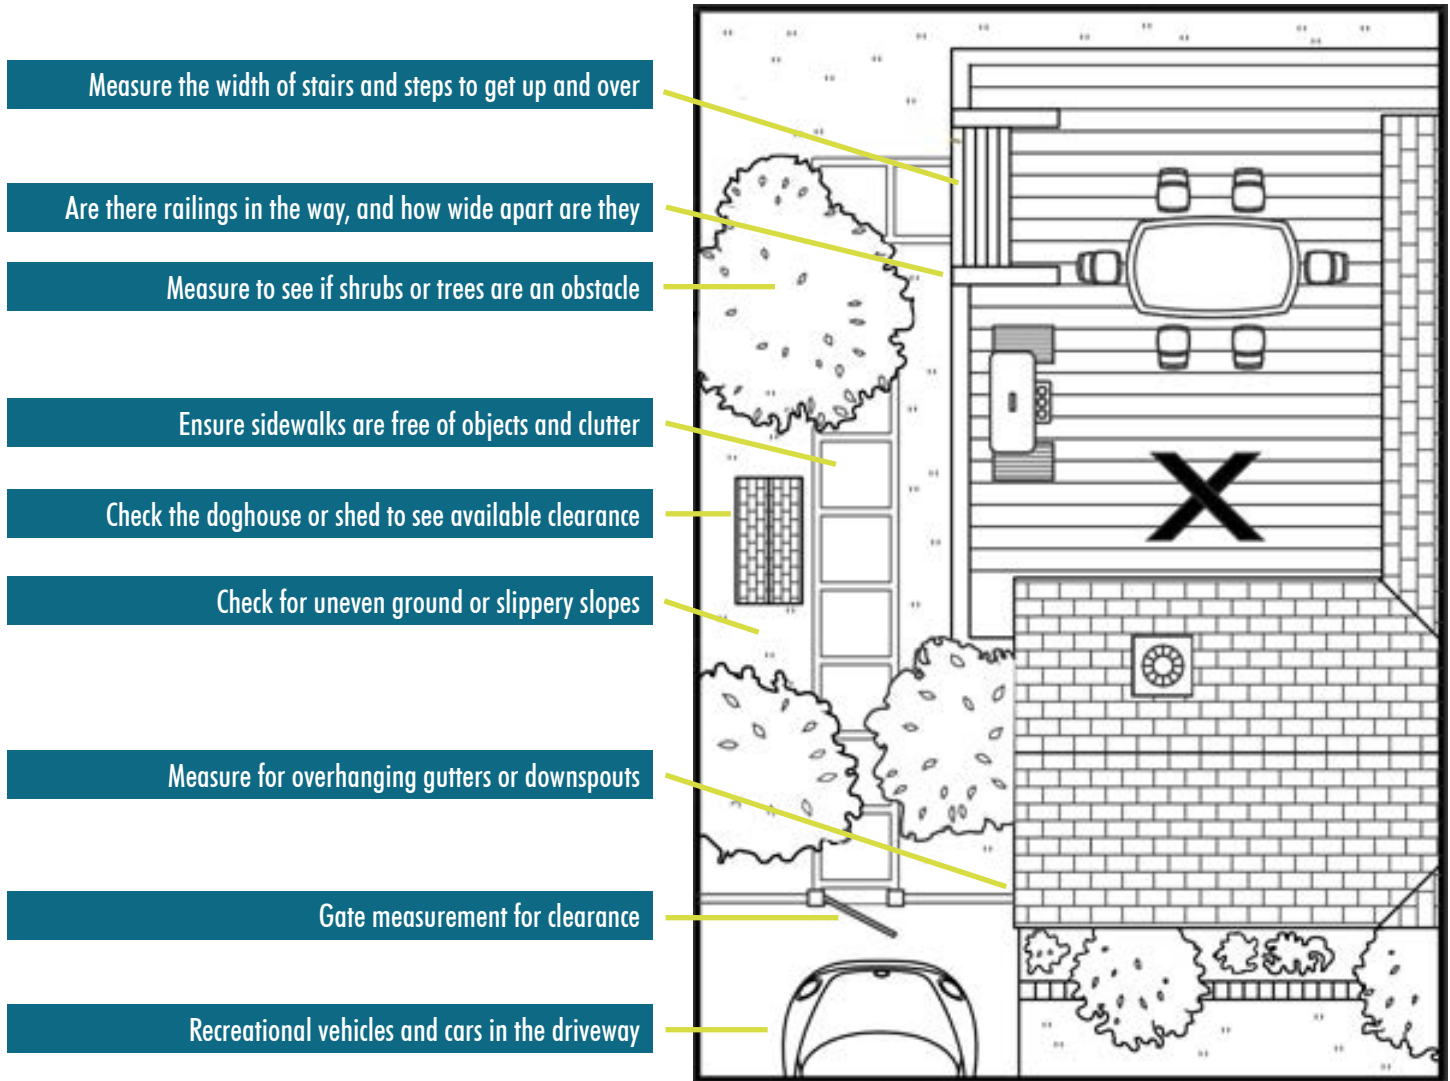 Measure the width of stairs and steps to get up and over
Are there railings in the way, and how wide apart are they
Measure to see if shrubs or trees are an obstacle
Ensure sidewalks are free of objects and clutter
Check the doghouse or shed to see available clearance
Check for uneven ground or slippery slopes
Measure for overhanging gutters or downspouts
Gate measurement for clearance
Recreational vehicles and cars in the driveway
X